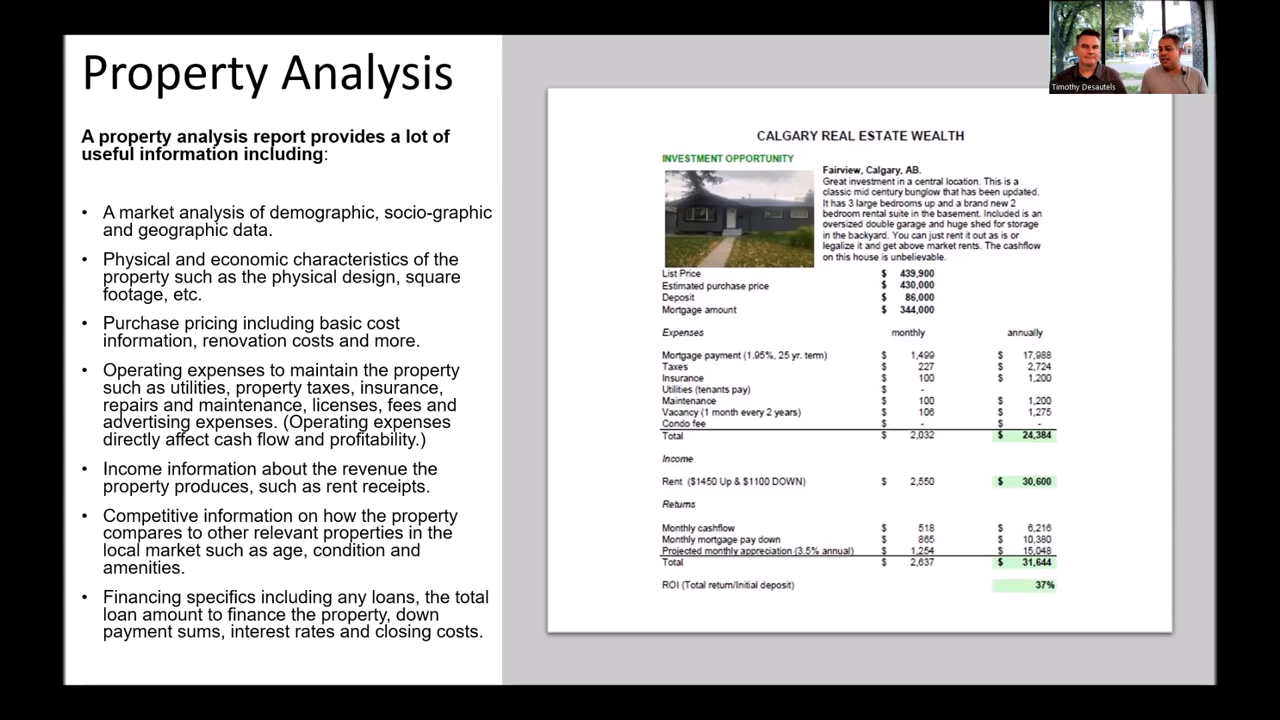 Property Analysis
A property analysis report provides a lot of
useful information including:
• A market analysis of demographic, socio-graphic
and geographic data.
• Physical and economic characteristics of the
property such as the physical design, square
footage, etc.
• Purchase pricing including basic cost
information, renovation costs and more.
• Operating expenses to maintain the property
such as utilities, property taxes, insurance,
repairs and maintenance, licenses, fees and
advertising expenses. (Operating expenses
directly affect cash flow and profitability.)
• Income information about the revenue the
property produces, such as rent receipts.
• Competitive information on how the property
compares to other relevant properties in the
local market such as age, condition and
amenities.
• Financing specifics including any loans, the total
loan amount to finance the property, down
payment sums, interest rates and closing costs.
Timothy Desautels
CALGARY REAL ESTATE WEALTH
INVESTMENT OPPORTUNITY
Fairview, Calgary, AB.
Great investment in a central location. This is a
classic mid century bunglow that has been updated.
It has 3 large bedrooms up and a brand new 2
bedroom rental suite in the basement. Included is an
oversized double garage and huge shed for storage
in the backyard. You can just rent it out as is or
legalize it and get above market rents. The cashflow
on this house is unbelievable.
List Price $ 439,900
Estimated purchase price $ 430,000
Deposit $ 86,000
Mortgage amount $ 344,000
Expenses monthly annually
Mortgage payment (1.95%, 25 yr. term) $ 1,499 $ 17,988
Taxes $ 227 $ 2,724
Insurance $ 100 $ 1,200
Utilities (tenants pay) $ - 
Maintenance $ 100 $ 1,200
Vacancy (1 month every 2 years) $ 106 $ 1,275
Condo fee $ - $ -
Total $ 2,032 $ 24,384
Income
Rent ($1450 Up & $1100 DOWN) $ 2,550 $ 30,600
Returns
Monthly cashflow $ 518 $ 6,216
Monthly mortgage pay down $ 865 $ 10,380
Projected monthly appreciation (3.5% annual) $ 1,254 $ 15,048
Total $ 2,637 $ 31,644
ROI (Total return/Initial deposit) 37%